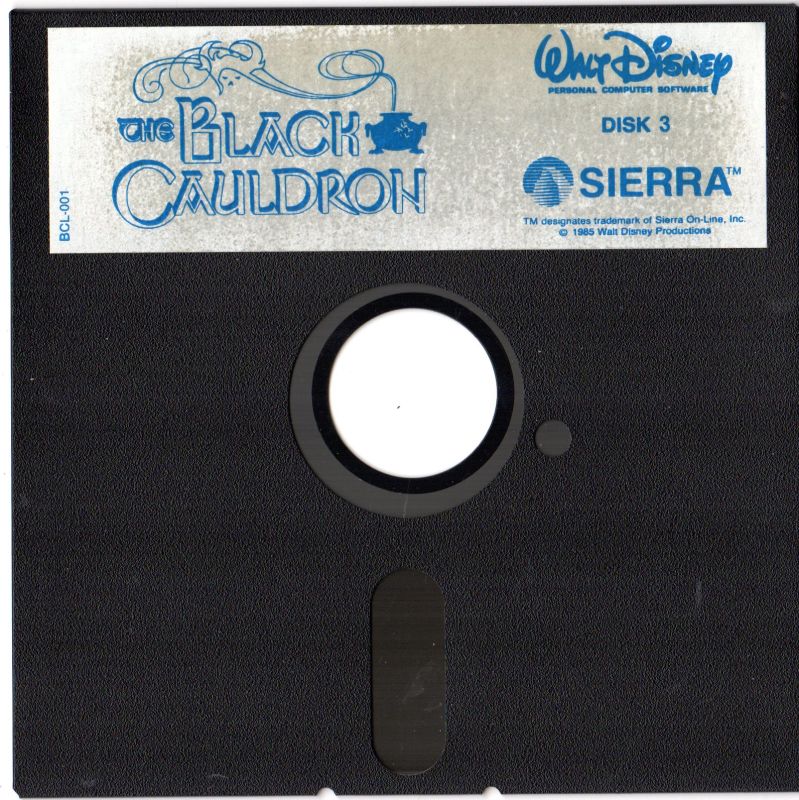 THE BLACK
CAULDRON
WALT DISNEY
PERSONAL COMPUTER SOFTWARE
DISK 3
SIERRA™
TM designates trademark of Sierra On-Line, Inc.
© 1985 Walt Disney Productions
BCL-001